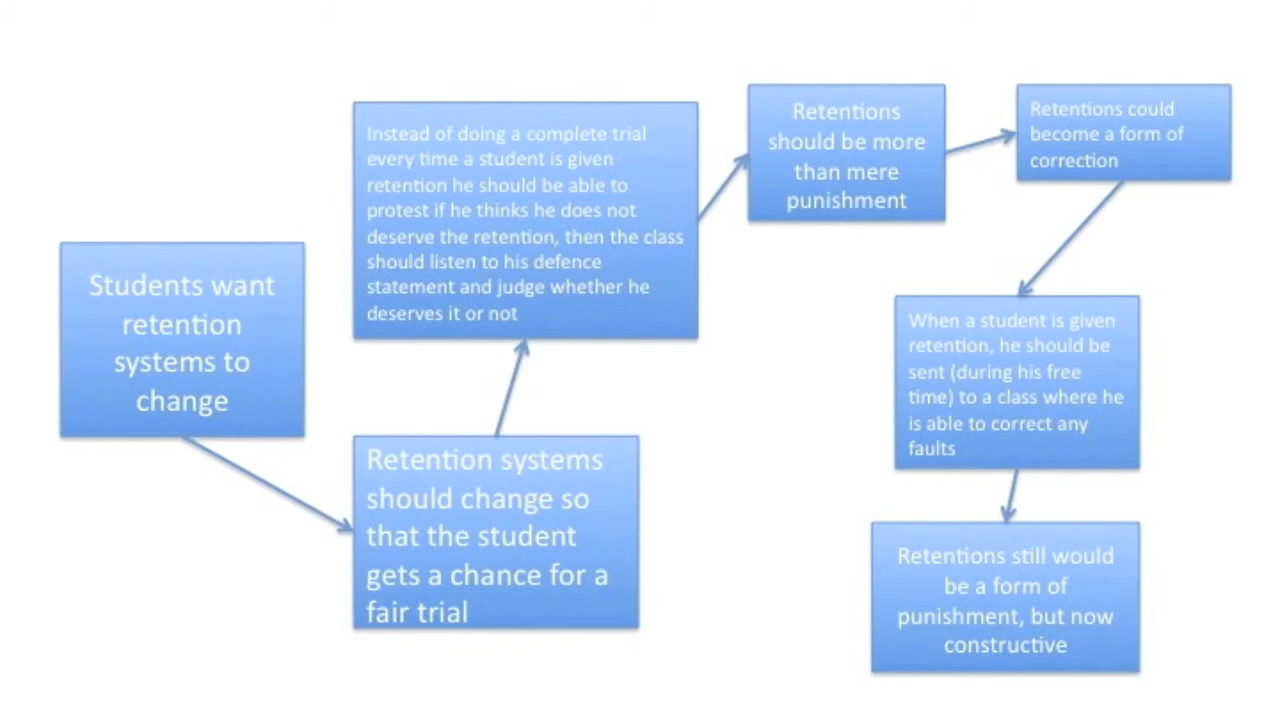 Students want
retention
systems to
change
Retention systems
should change so
that the student
gets a chance for a
fair trial
Instead of doing a complete trial
every time a student is given
retention he should be able to
protest if he thinks he does not
deserve the retention, then the class
should listen to his defence
statement and judge whether he
deserves it or not
Retentions
should be more
than mere
punishment
Retentions could
become a form of
correction
When a student is given
retention, he should be
sent (during his free
time) to a class where he
is able to correct any
faults
Retentions still would
be a form of
punishment, but now
constructive